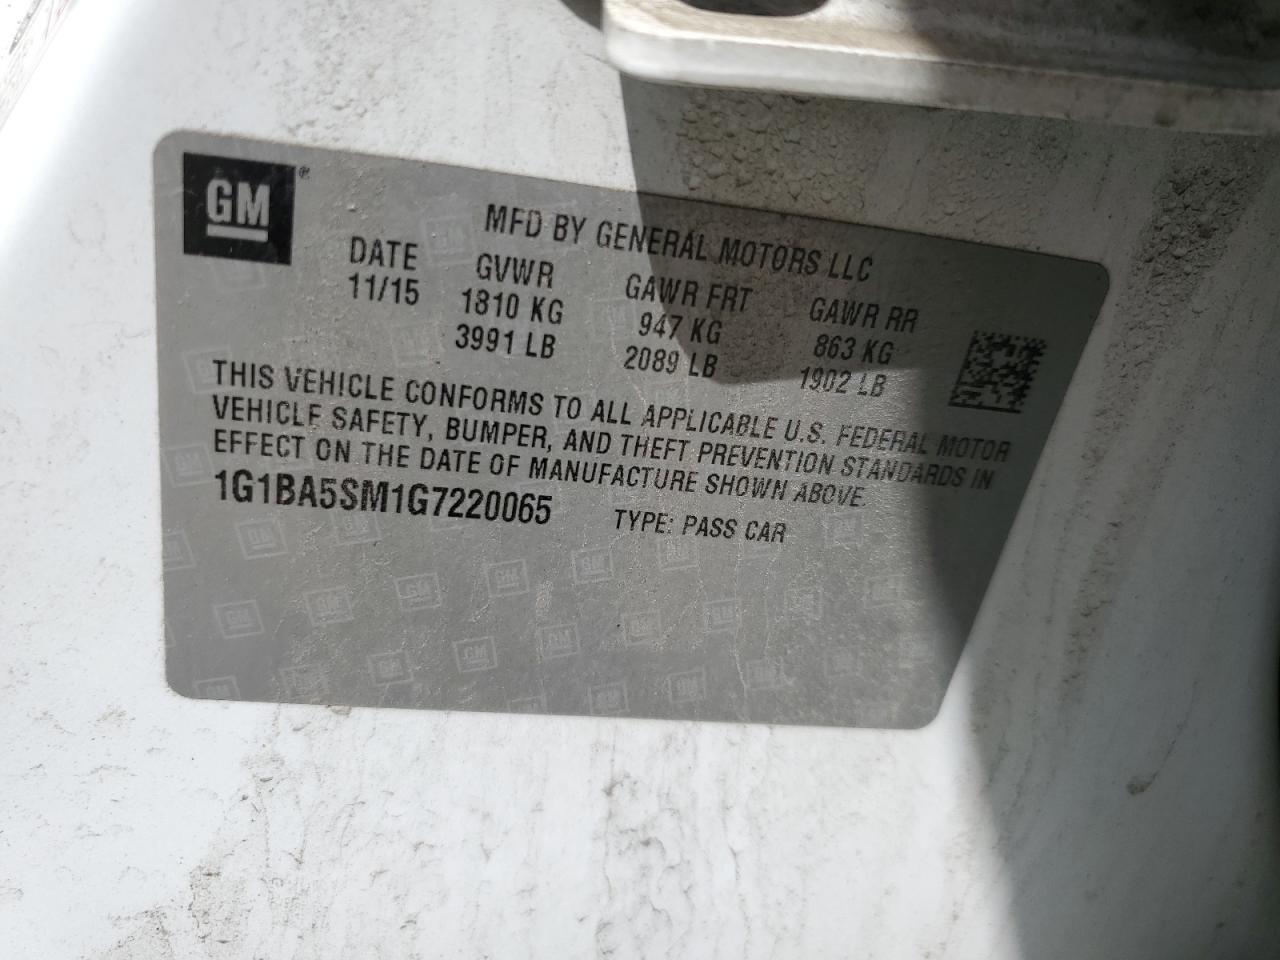 GM®
MFD BY GENERAL MOTORS LLC
DATE GVWR GAWR FRT GAWR RR
11/15 1810 KG 947 KG 863 KG
3991 LB 2089 LB 1902 LB
THIS VEHICLE CONFORMS TO ALL APPLICABLE U.S. FEDERAL MOTOR
VEHICLE SAFETY, BUMPER, AND THEFT PREVENTION STANDARDS IN
EFFECT ON THE DATE OF MANUFACTURE SHOWN ABOVE.
1G1BA5SM1G7220065 TYPE: PASS CAR